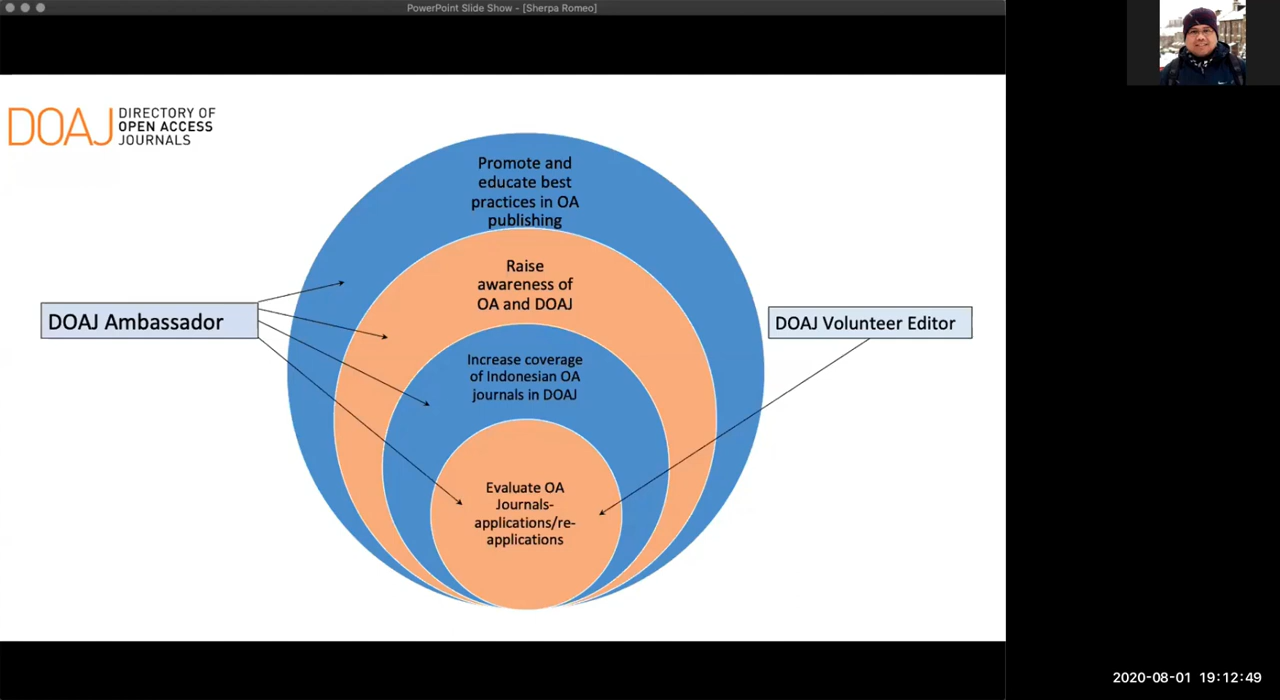 PowerPoint Slide Show - [Sherpa Romeo]
DOAJ
DIRECTORY OF
OPEN ACCESS
JOURNALS
Promote and
educate best
practices in OA
publishing
Raise
awareness of
OA and DOAJ
DOAJ Ambassador
DOAJ Volunteer Editor
Increase coverage
of Indonesian OA
journals in DOAJ
Evaluate OA
Journals-
applications/re-
applications
2020-08-01 19:12:49